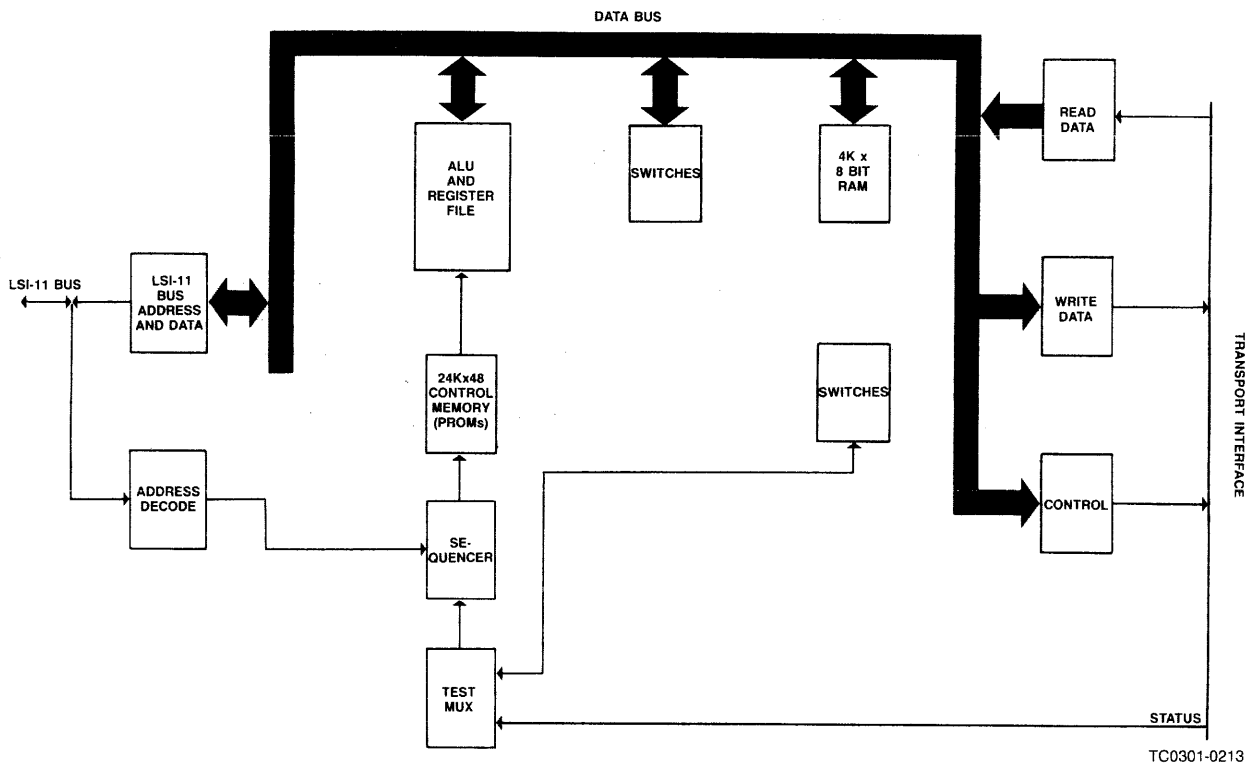 DATA BUS
READ
DATA
ALU
AND
REGISTER
FILE
SWITCHES
4K x
8 BIT
RAM
LSI-11 BUS
LSI-11
BUS
ADDRESS
AND DATA
WRITE
DATA
TRANSPORT INTERFACE
24Kx48
CONTROL
MEMORY
(PROMs)
SWITCHES
ADDRESS
DECODE
SE-
QUENCER
CONTROL
TEST
MUX
STATUS
TC0301-0213